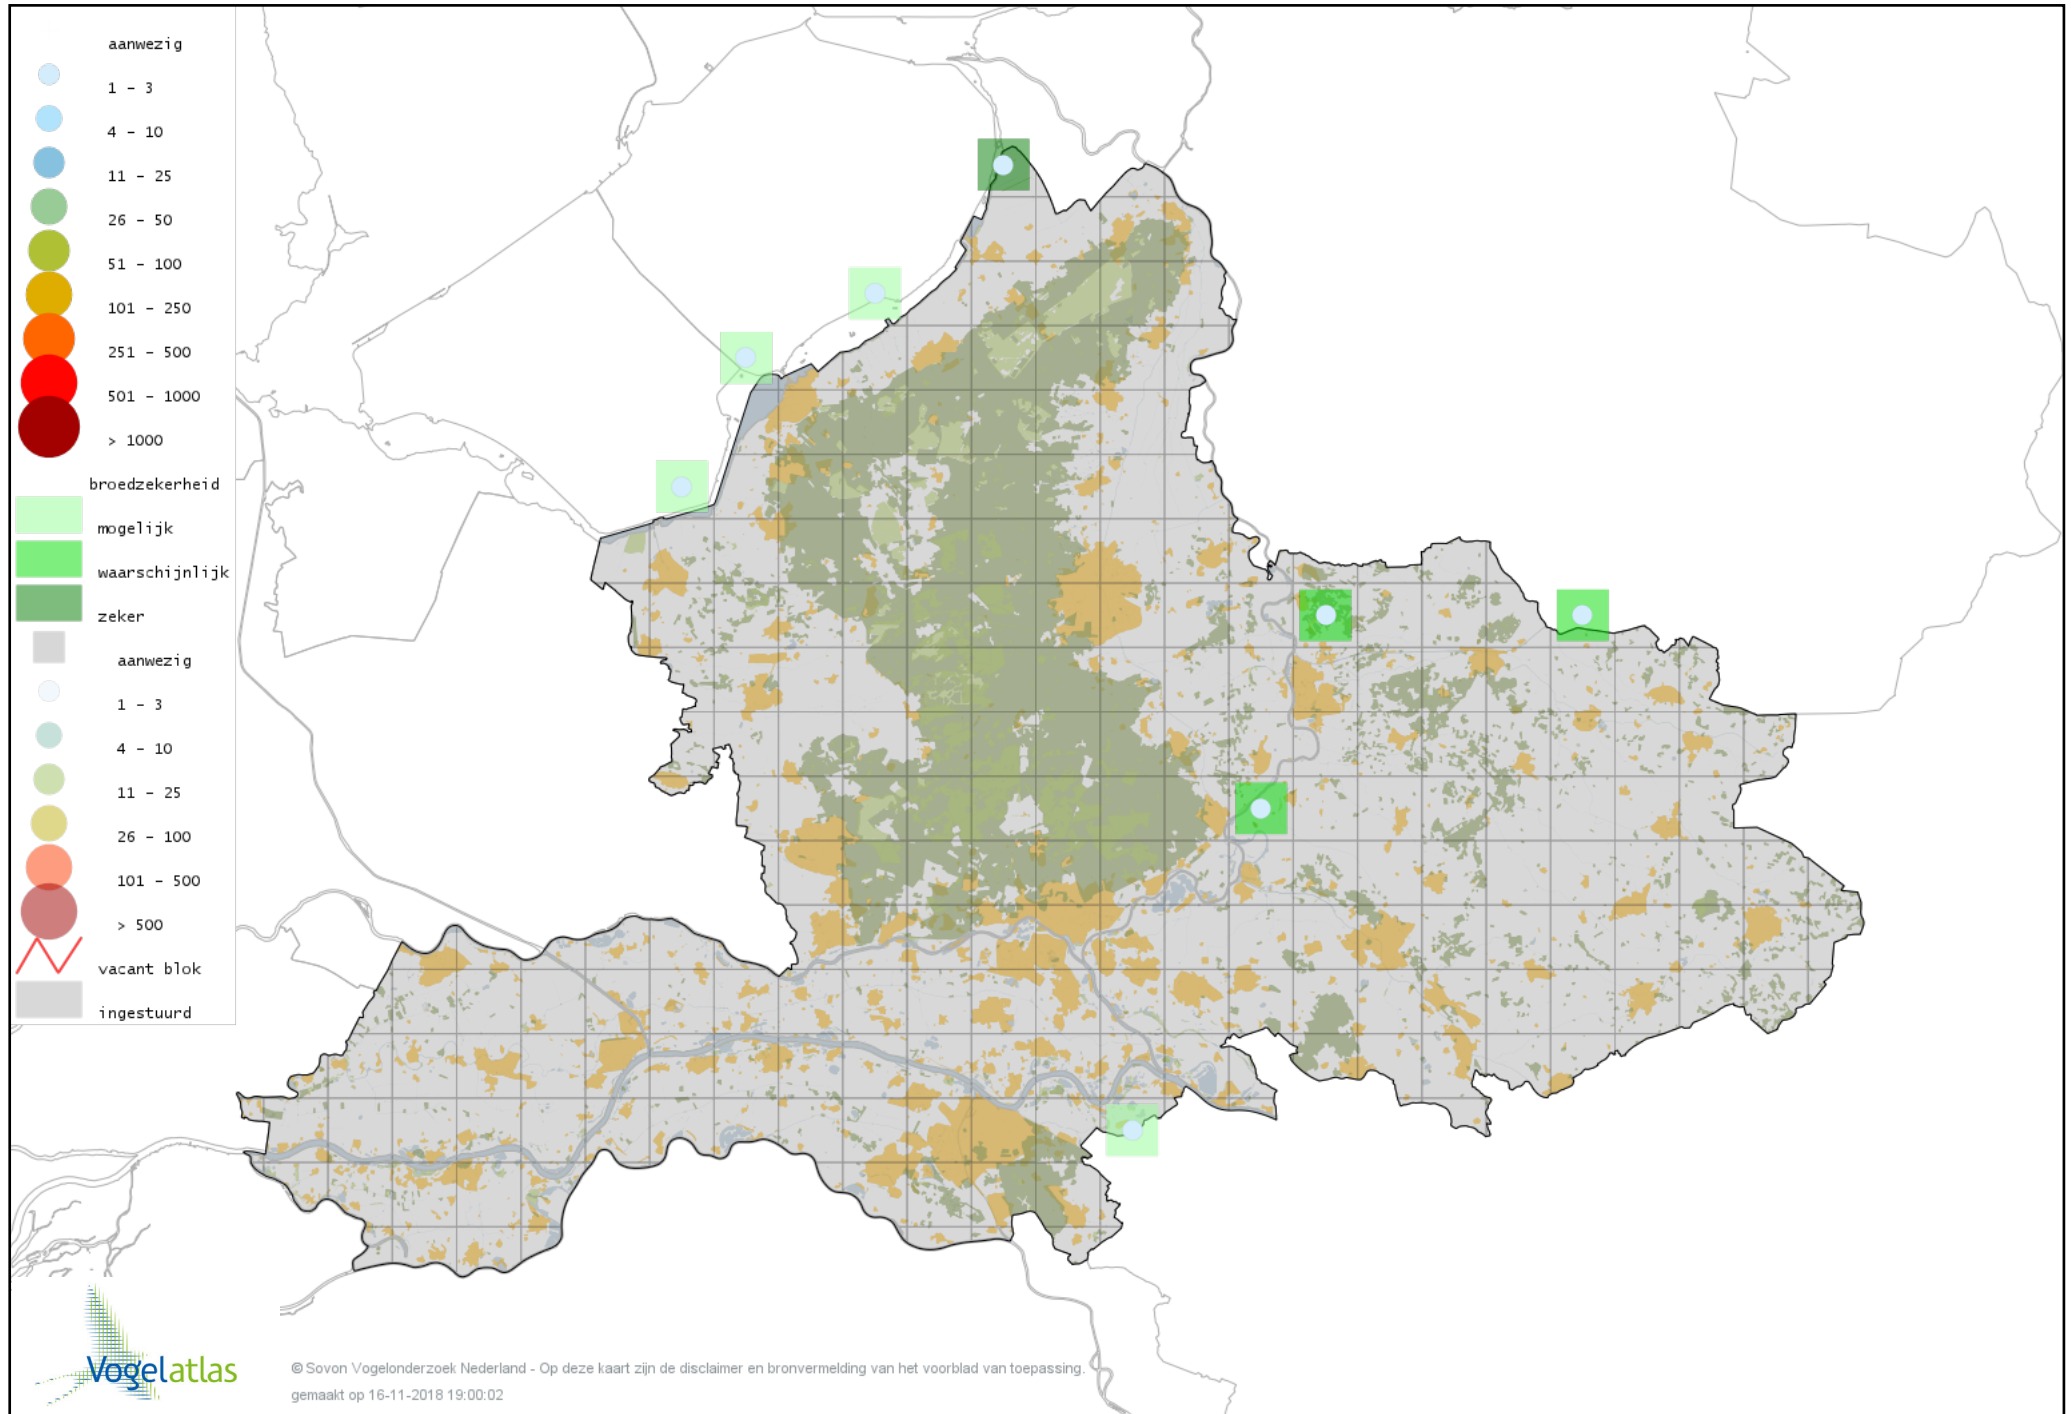 aanwezig
1 - 3
4 - 10
11 - 25
26 - 50
51 - 100
101 - 250
251 - 500
501 - 1000
> 1000
broedzekerheid
mogelijk
waarschijnlijk
zeker
aanwezig
1 - 3
4 - 10
11 - 25
26 - 100
101 - 500
> 500
vacant blok
ingestuurd
Vogelatlas
© Sovon Vogelonderzoek Nederland - Op deze kaart zijn de disclaimer en bronvermelding van het voorblad van toepassing.
gemaakt op 16-11-2018 19:00:02